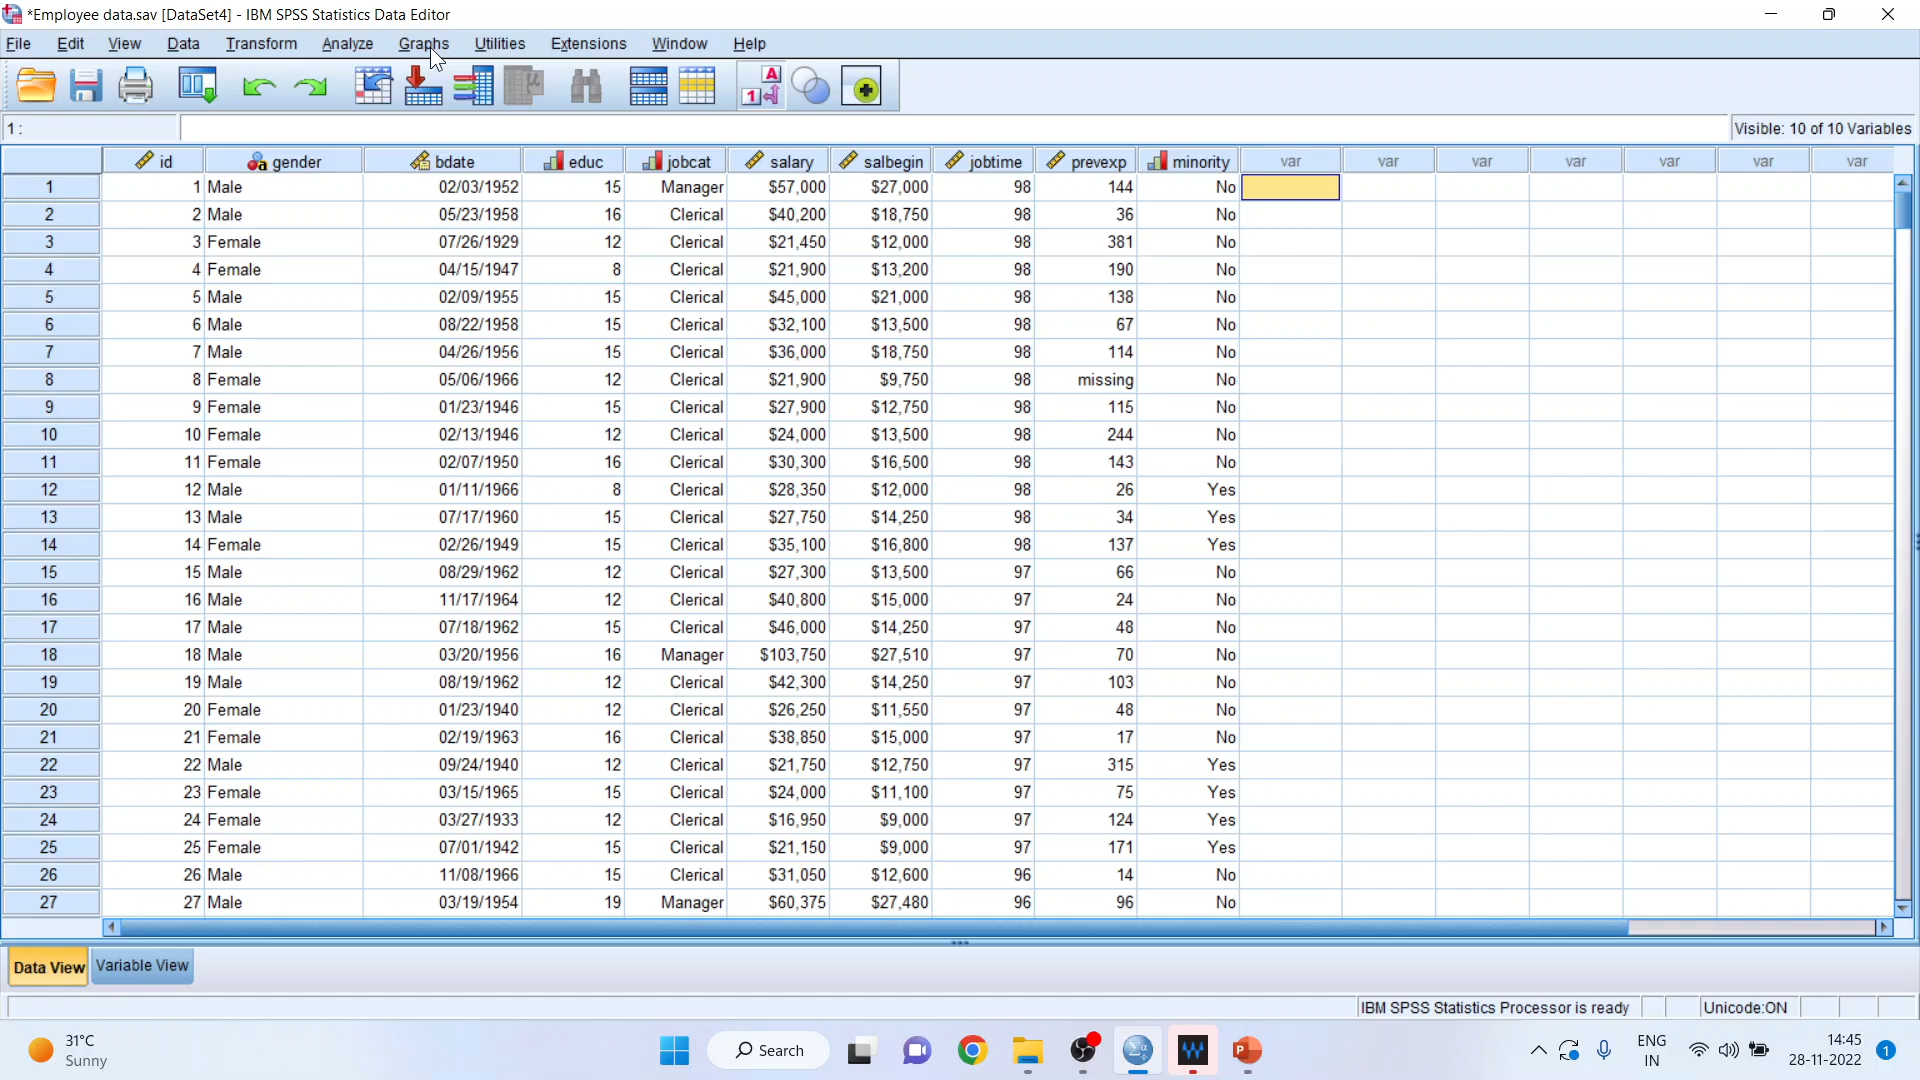 *Employee data.sav [DataSet4] - IBM SPSS Statistics Data Editor
File Edit View Data Transform Analyze Graphs Utilities Extensions Window Help
1 : Visible: 10 of 10 Variables
id gender bdate educ jobcat salary salbegin jobtime prevexp minority var var var var var var var
1 1 Male 02/03/1952 15 Manager $57,000 $27,000 98 144 No
2 2 Male 05/23/1958 16 Clerical $40,200 $18,750 98 36 No
3 3 Female 07/26/1929 12 Clerical $21,450 $12,000 98 381 No
4 4 Female 04/15/1947 8 Clerical $21,900 $13,200 98 190 No
5 5 Male 02/09/1955 15 Clerical $45,000 $21,000 98 138 No
6 6 Male 08/22/1958 15 Clerical $32,100 $13,500 98 67 No
7 7 Male 04/26/1956 15 Clerical $36,000 $18,750 98 114 No
8 8 Female 05/06/1966 12 Clerical $21,900 $9,750 98 missing No
9 9 Female 01/23/1946 15 Clerical $27,900 $12,750 98 115 No
10 10 Female 02/13/1946 12 Clerical $24,000 $13,500 98 244 No
11 11 Female 02/07/1950 16 Clerical $30,300 $16,500 98 143 No
12 12 Male 01/11/1966 8 Clerical $28,350 $12,000 98 26 Yes
13 13 Male 07/17/1960 15 Clerical $27,750 $14,250 98 34 Yes
14 14 Female 02/26/1949 15 Clerical $35,100 $16,800 98 137 Yes
15 15 Male 08/29/1962 12 Clerical $27,300 $13,500 97 66 No
16 16 Male 11/17/1964 12 Clerical $40,800 $15,000 97 24 No
17 17 Male 07/18/1962 15 Clerical $46,000 $14,250 97 48 No
18 18 Male 03/20/1956 16 Manager $103,750 $27,510 97 70 No
19 19 Male 08/19/1962 12 Clerical $42,300 $14,250 97 103 No
20 20 Female 01/23/1940 12 Clerical $26,250 $11,550 97 48 No
21 21 Female 02/19/1963 16 Clerical $38,850 $15,000 97 17 No
22 22 Male 09/24/1940 12 Clerical $21,750 $12,750 97 315 Yes
23 23 Female 03/15/1965 15 Clerical $24,000 $11,100 97 75 Yes
24 24 Female 03/27/1933 12 Clerical $16,950 $9,000 97 124 Yes
25 25 Female 07/01/1942 15 Clerical $21,150 $9,000 97 171 Yes
26 26 Male 11/08/1966 15 Clerical $31,050 $12,600 96 14 No
27 27 Male 03/19/1954 19 Manager $60,375 $27,480 96 96 No
Data View Variable View
IBM SPSS Statistics Processor is ready Unicode:ON
31°C
Sunny
Search
ENG
IN
14:45
28-11-2022
1